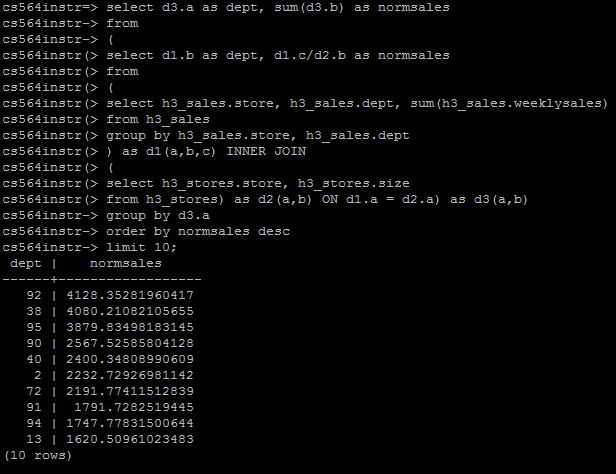 cs564instr=> select d3.a as dept, sum(d3.b) as normsales
cs564instr-> from
cs564instr-> (
cs564instr(> select d1.b as dept, d1.c/d2.b as normsales
cs564instr(> from
cs564instr(> (
cs564instr(> select h3_sales.store, h3_sales.dept, sum(h3_sales.weeklysales)
cs564instr(> from h3_sales
cs564instr(> group by h3_sales.store, h3_sales.dept
cs564instr(> ) as d1(a,b,c) INNER JOIN
cs564instr(> (
cs564instr(> select h3_stores.store, h3_stores.size
cs564instr(> from h3_stores) as d2(a,b) ON d1.a = d2.a) as d3(a,b)
cs564instr-> group by d3.a
cs564instr-> order by normsales desc
cs564instr-> limit 10;
 dept |    normsales
------+------------------
   92 | 4128.35281960417
   38 | 4080.21082105655
   95 | 3879.83498183145
   90 | 2567.52585804128
   40 | 2400.34808990609
    2 | 2232.72926981142
   72 | 2191.77411512839
   91 |  1791.7282519445
   94 | 1747.77831500644
   13 | 1620.50961023483
(10 rows)